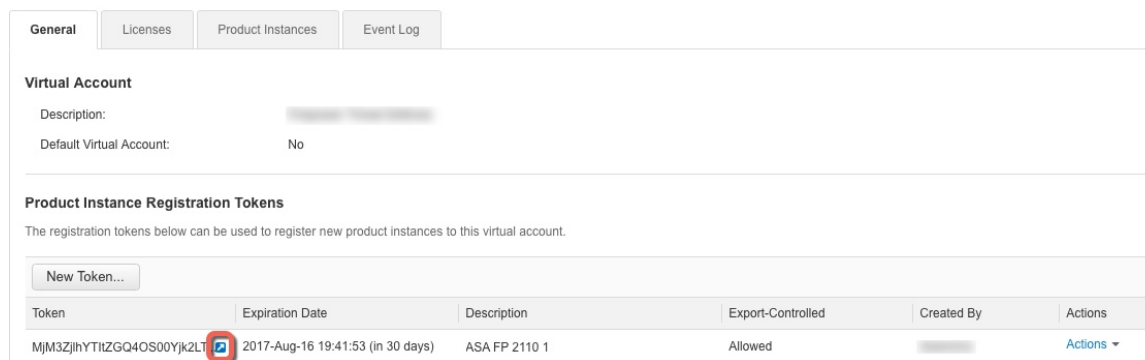 General Licenses Product Instances Event Log
Virtual Account
Description:
Default Virtual Account: No
Product Instance Registration Tokens
The registration tokens below can be used to register new product instances to this virtual account.
New Token...
Token Expiration Date Description Export-Controlled Created By Actions
MjM3ZjlhYTItZGQ4OS00Yjk2LT 2017-Aug-16 19:41:53 (in 30 days) ASA FP 2110 1 Allowed Actions